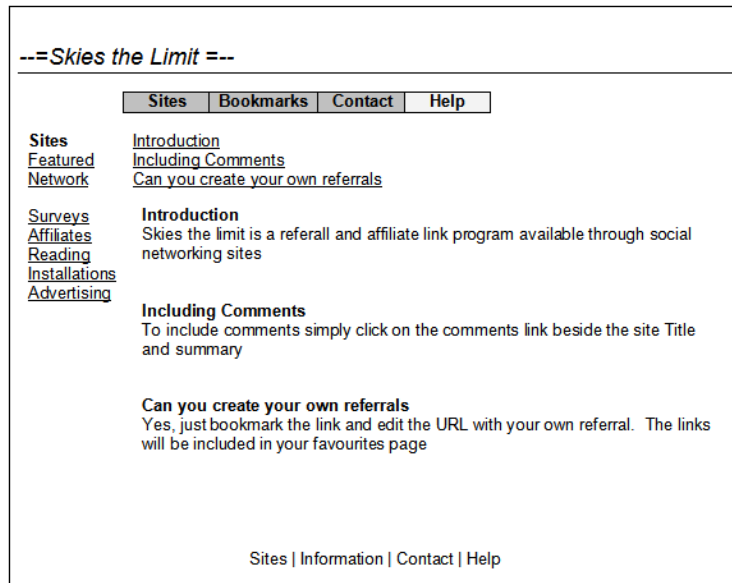 --=Skies the Limit =--
Sites Bookmarks Contact Help
Sites
Featured
Network
Surveys
Affiliates
Reading
Installations
Advertising
Introduction
Including Comments
Can you create your own referrals
Introduction
Skies the limit is a referall and affiliate link program available through social
networking sites
Including Comments
To include comments simply click on the comments link beside the site Title
and summary
Can you create your own referrals
Yes, just bookmark the link and edit the URL with your own referral. The links
will be included in your favourites page
Sites | Information | Contact | Help